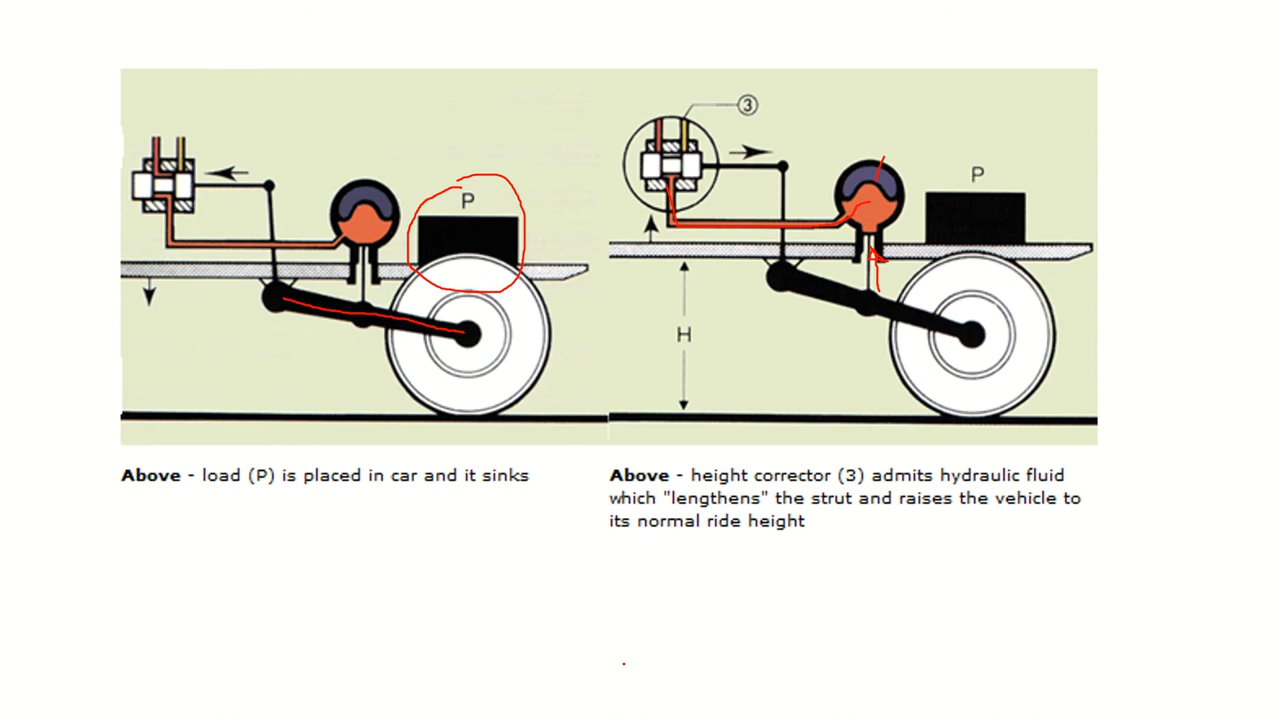 3
P
P
H
Above - load (P) is placed in car and it sinks
Above - height corrector (3) admits hydraulic fluid
which "lengthens" the strut and raises the vehicle to
its normal ride height